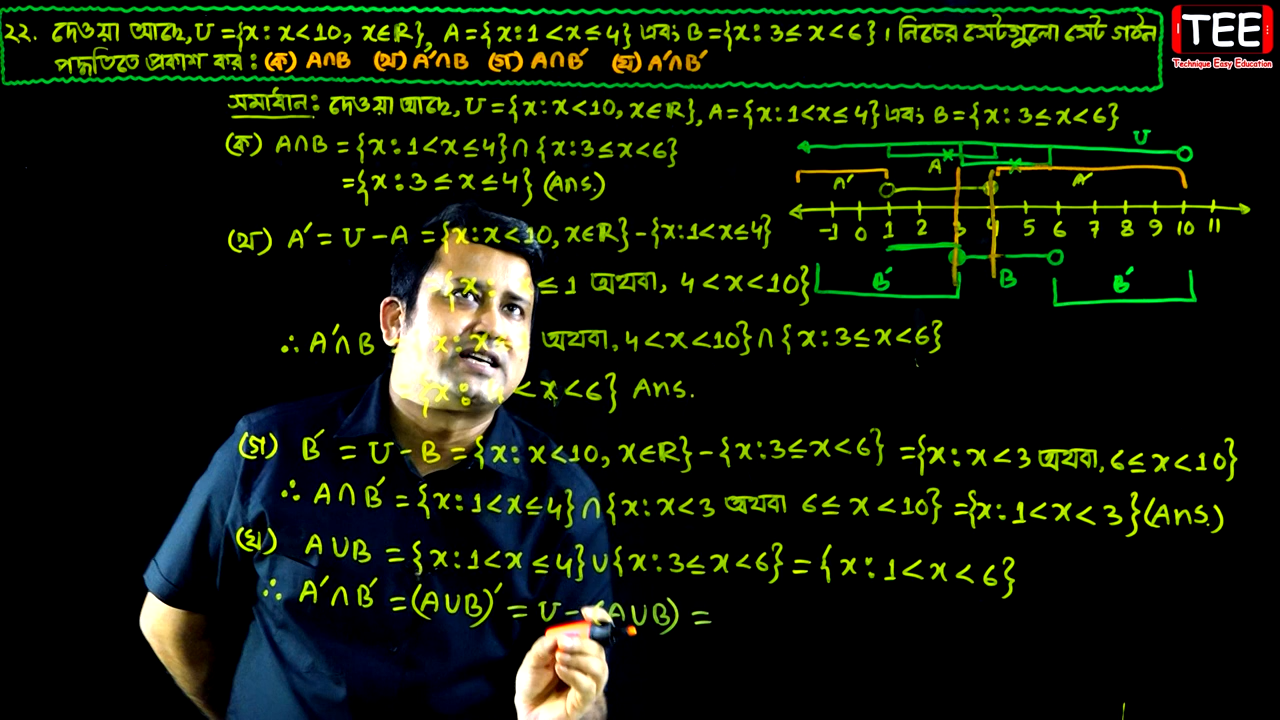 ২২. দেওয়া আছে, U = {x : x < 10, x ∈ ℝ}, A = {x : 1 < x ≤ 4} এবং B = {x : 3 ≤ x < 6} । নিচের সেটগুলো সেট গঠন
পদ্ধতিতে প্রকাশ কর : (ক) A∩B (খ) A′∩B (গ) A∩B′ (ঘ) A′∩B′
TEE
Technique Easy Education
সমাধান : দেওয়া আছে, U = {x : x < 10, x ∈ ℝ}, A = {x : 1 < x ≤ 4} এবং B = {x : 3 ≤ x < 6}
(ক) A∩B = {x : 1 < x ≤ 4} ∩ {x : 3 ≤ x < 6}
= {x : 3 ≤ x ≤ 4} (Ans.)
U
A
A′ A′
-1 0 1 2 3 4 5 6 7 8 9 10 11
B′ B B′
(খ) A′ = U − A = {x : x < 10, x ∈ ℝ} − {x : 1 < x ≤ 4}
{x : ≤ 1 অথবা, 4 < x < 10}
∴ A′∩B x : x < অথবা, 4 < x < 10} ∩ {x : 3 ≤ x < 6}
{x : < x < 6} Ans.
(গ) B′ = U − B = {x : x < 10, x ∈ ℝ} − {x : 3 ≤ x < 6} = {x : x < 3 অথবা, 6 ≤ x < 10}
∴ A∩B′ = {x : 1 < x ≤ 4} ∩ {x : x < 3 অথবা 6 ≤ x < 10} = {x : 1 < x < 3} (Ans.)
(ঘ) A∪B = {x : 1 < x ≤ 4} ∪ {x : 3 ≤ x < 6} = {x : 1 < x < 6}
∴ A′∩B′ = (A∪B)′ = U − (A∪B) =